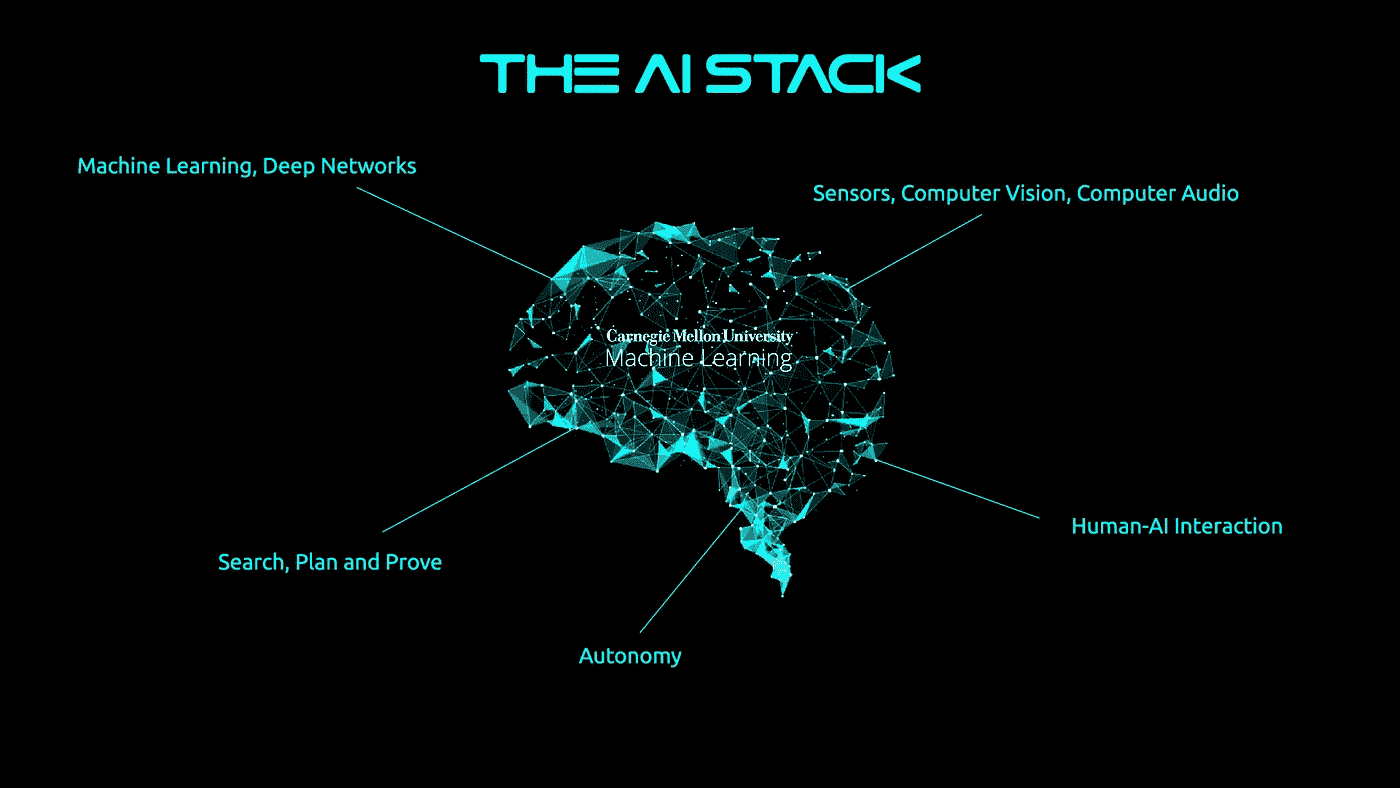 THE AI STACK
Machine Learning, Deep Networks
Sensors, Computer Vision, Computer Audio
Carnegie Mellon University
Machine Learning
Human-AI Interaction
Search, Plan and Prove
Autonomy